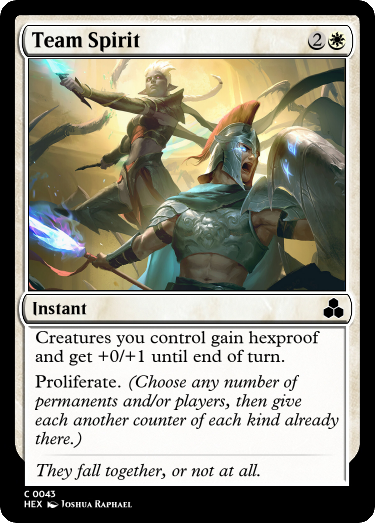 Team Spirit 2
Instant
Creatures you control gain hexproof
and get +0/+1 until end of turn.
Proliferate. (Choose any number of
permanents and/or players, then give
each another counter of each kind already
there.)
They fall together, or not at all.
C 0043
HEX Joshua Raphael